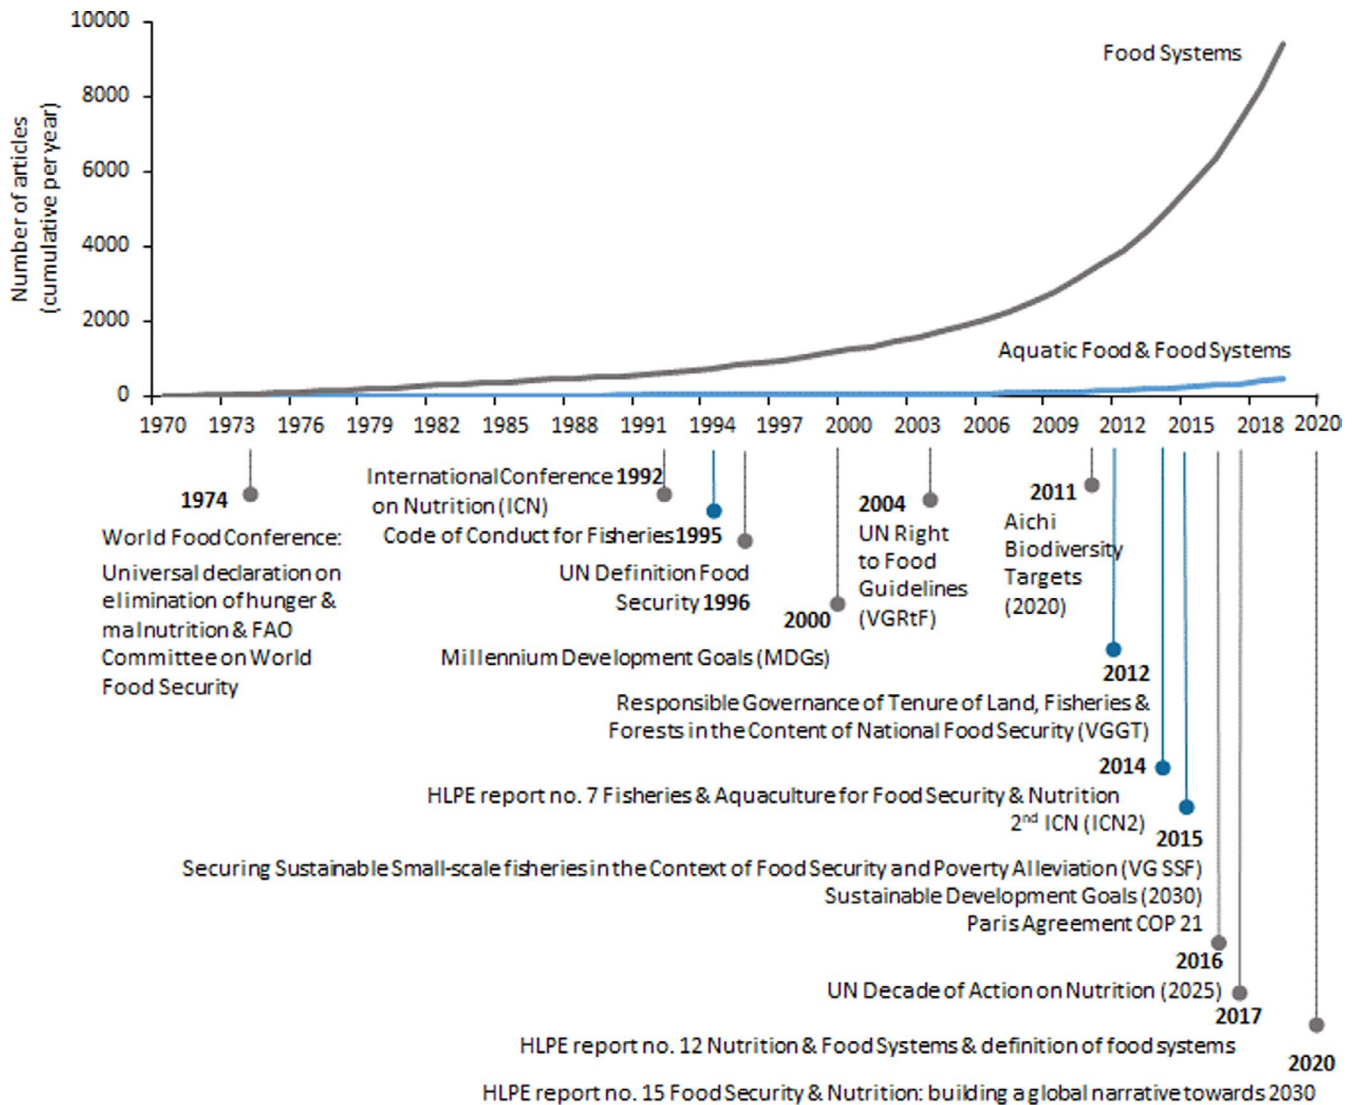 10000
8000
6000
4000
2000
0
Number of articles
(cumulative per year)
Food Systems
Aquatic Food & Food Systems
1970 1973 1976 1979 1982 1985 1988 1991 1994 1997 2000 2003 2006 2009 2012 2015 2018 2020
1974
World Food Conference:
Universal declaration on
elimination of hunger &
malnutrition & FAO
Committee on World
Food Security
International Conference 1992
on Nutrition (ICN)
Code of Conduct for Fisheries 1995
UN Definition Food
Security 1996
2000
Millennium Development Goals (MDGs)
2004
UN Right
to Food
Guidelines
(VGRtF)
2011
Aichi
Biodiversity
Targets
(2020)
2012
Responsible Governance of Tenure of Land, Fisheries &
Forests in the Content of National Food Security (VGGT)
2014
HLPE report no. 7 Fisheries & Aquaculture for Food Security & Nutrition
2nd ICN (ICN2)
2015
Securing Sustainable Small-scale fisheries in the Context of Food Security and Poverty Alleviation (VG SSF)
Sustainable Development Goals (2030)
Paris Agreement COP 21
2016
UN Decade of Action on Nutrition (2025)
2017
HLPE report no. 12 Nutrition & Food Systems & definition of food systems
2020
HLPE report no. 15 Food Security & Nutrition: building a global narrative towards 2030